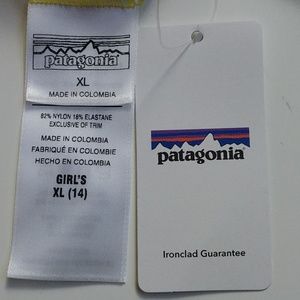 patagonia
XL
MADE IN COLOMBIA
82% NYLON 18% ELASTANE
EXCLUSIVE OF TRIM
MADE IN COLOMBIA
FABRIQUÉ EN COLOMBIE
HECHO EN COLOMBIA
GIRL'S
XL (14)
patagonia
Ironclad Guarantee